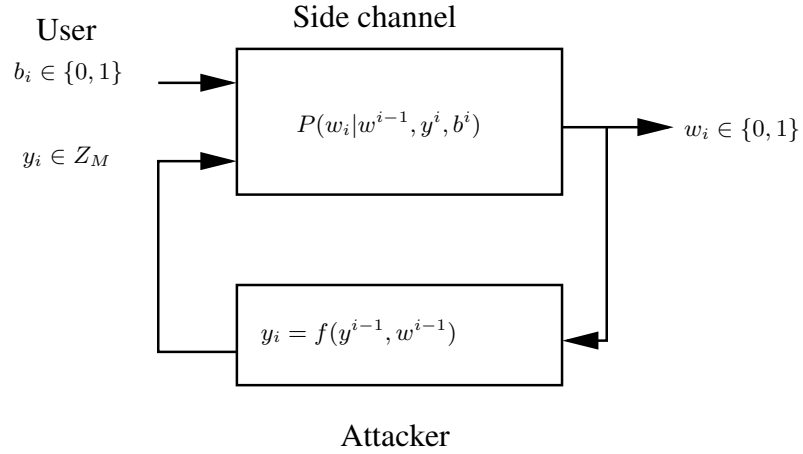 User
Side channel
b_i ∈ {0, 1}
P(w_i|w^{i−1}, y^i, b^i)
w_i ∈ {0, 1}
y_i ∈ Z_M
y_i = f(y^{i−1}, w^{i−1})
Attacker